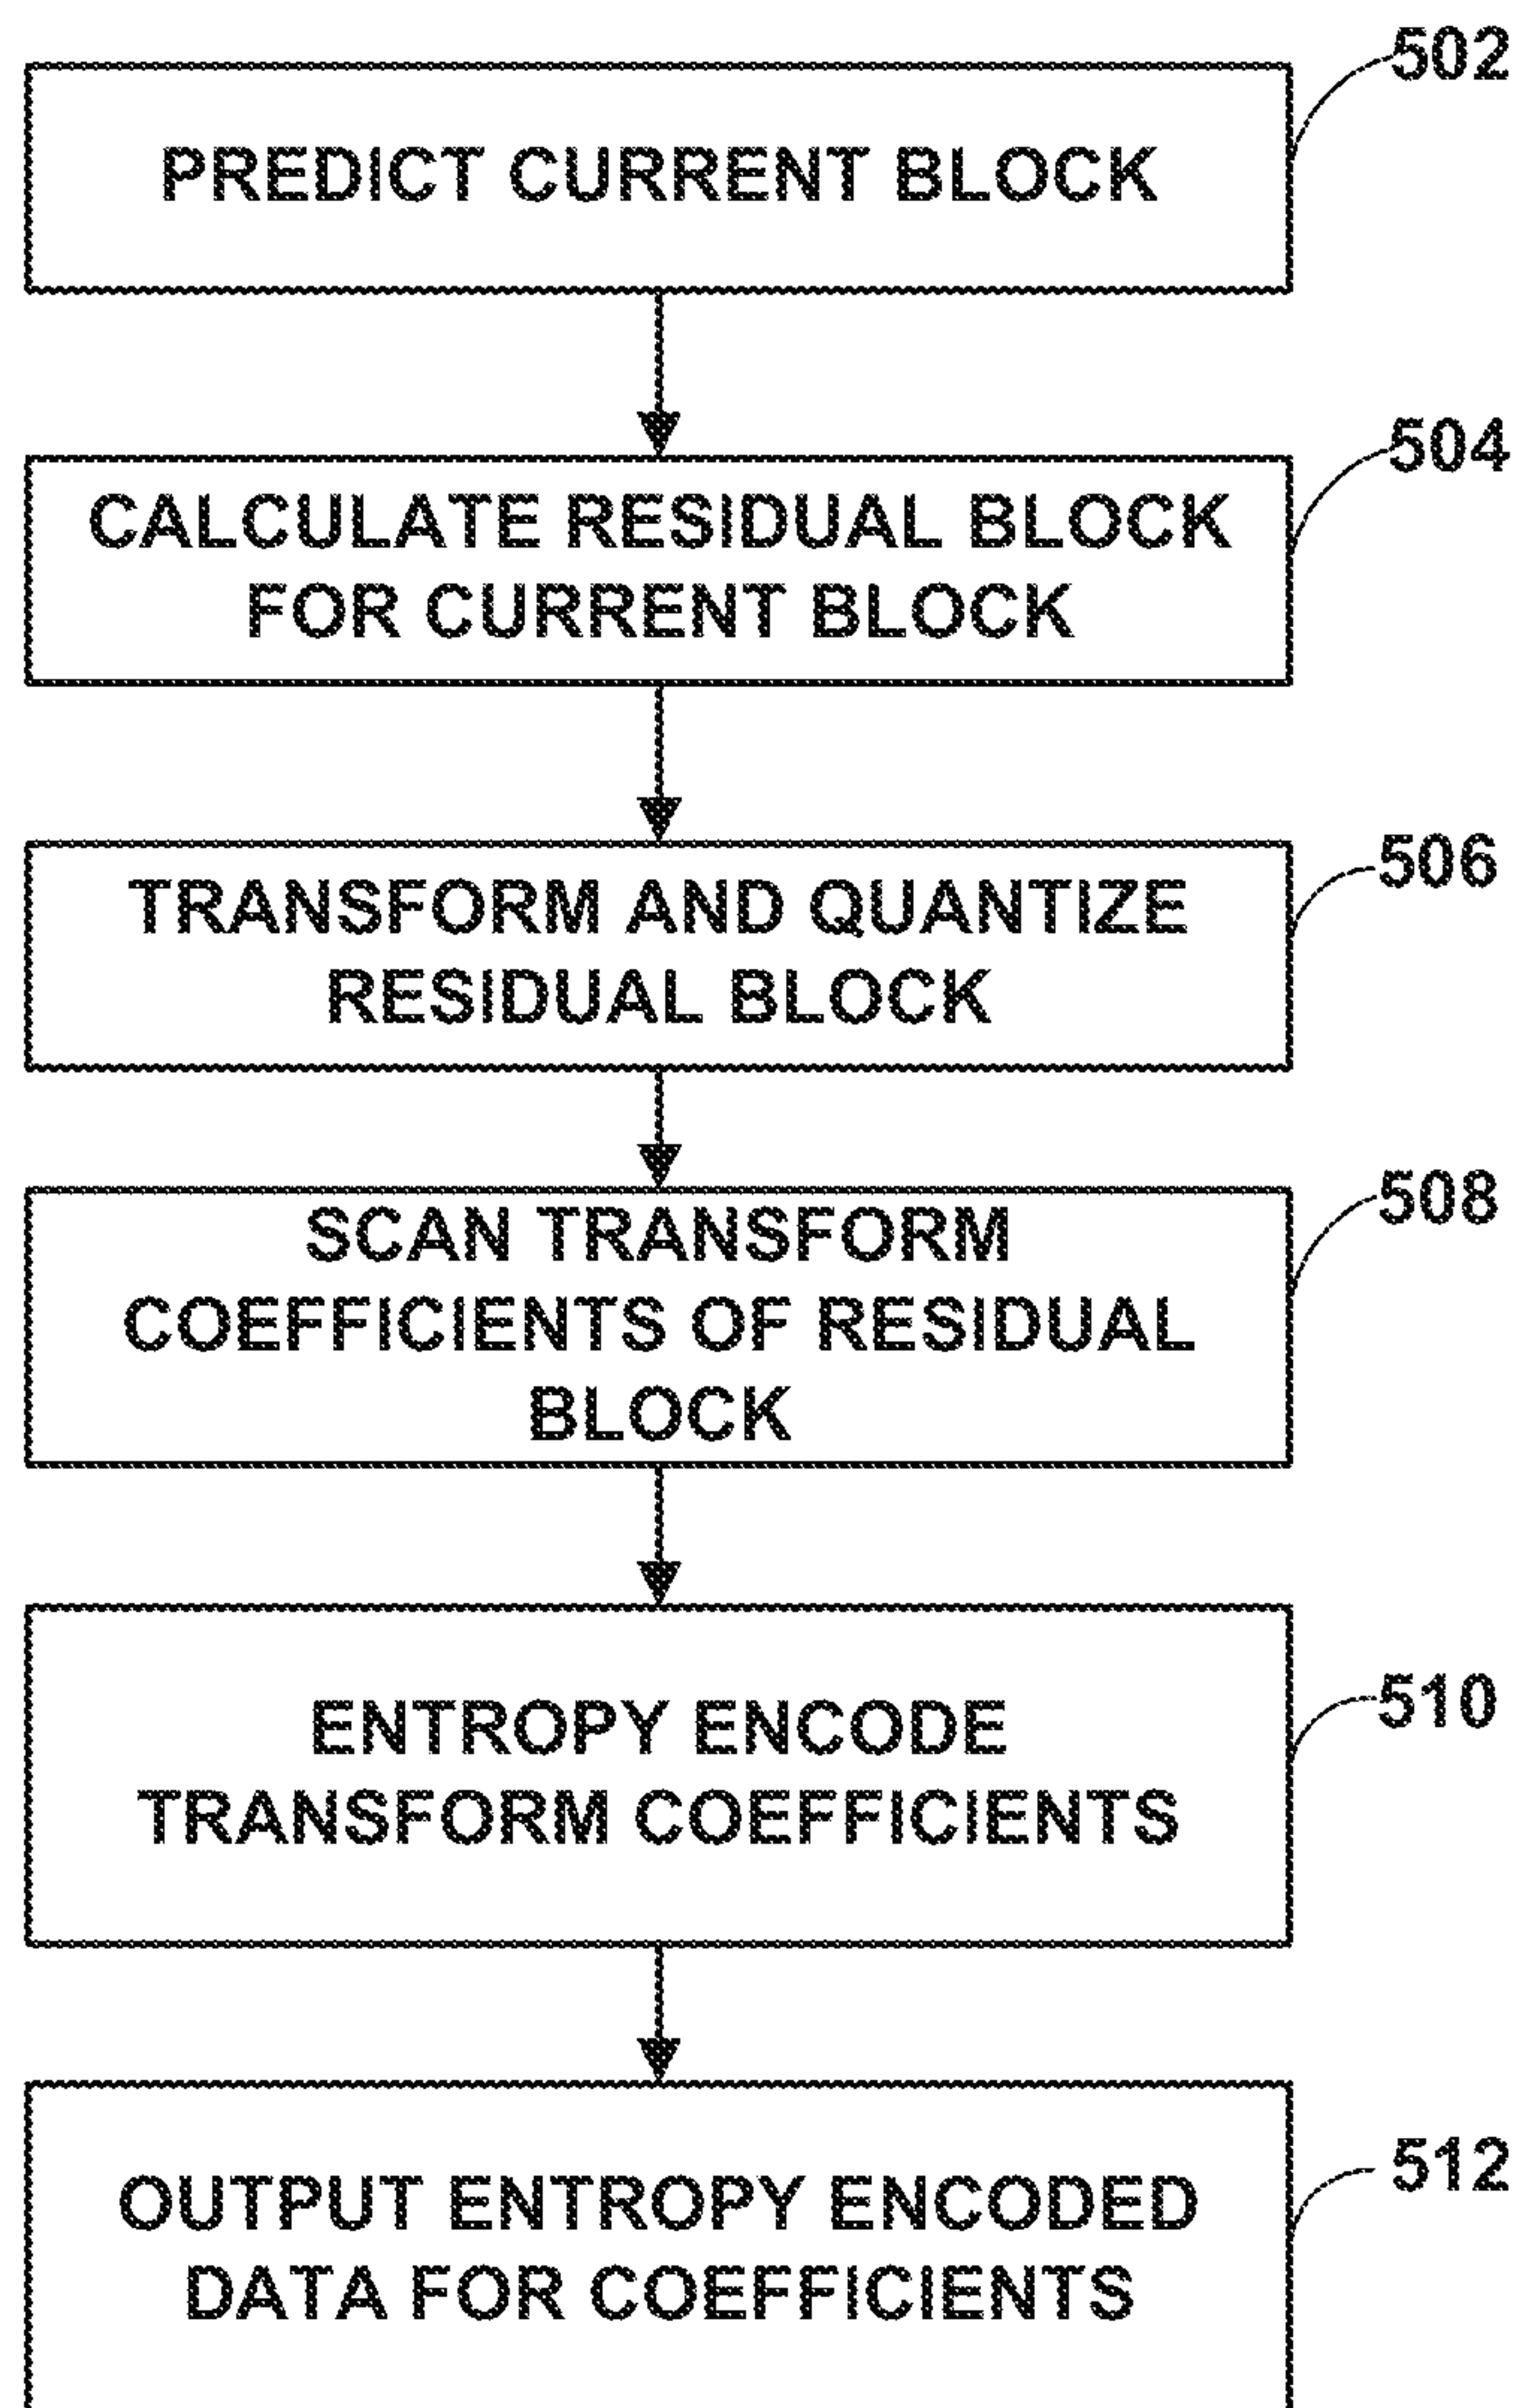 502
PREDICT CURRENT BLOCK
504
CALCULATE RESIDUAL BLOCK
FOR CURRENT BLOCK
506
TRANSFORM AND QUANTIZE
RESIDUAL BLOCK
508
SCAN TRANSFORM
COEFFICIENTS OF RESIDUAL
BLOCK
510
ENTROPY ENCODE
TRANSFORM COEFFICIENTS
512
OUTPUT ENTROPY ENCODED
DATA FOR COEFFICIENTS